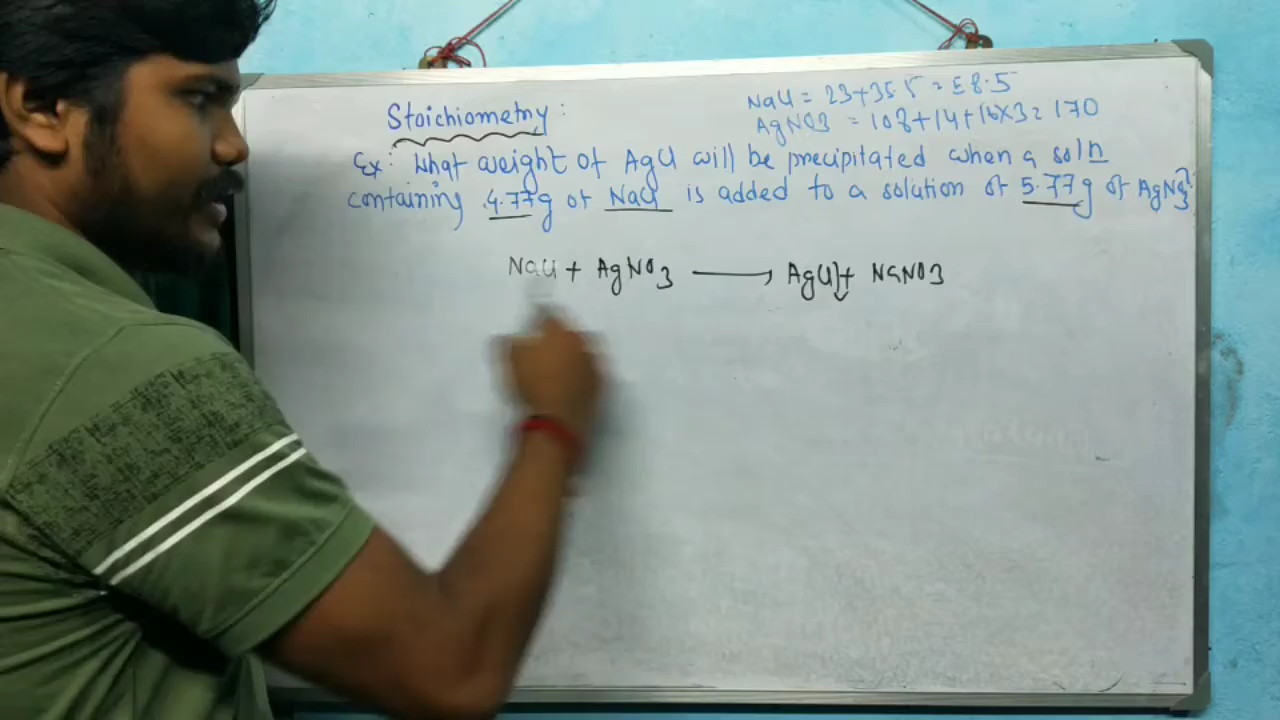 Stoichiometry:
NaCl = 23+35.5 = 58.5
AgNO3 = 108+14+16×3 = 170
Ex: What weight of AgCl will be precipitated when a soln
containing 4.77g of NaCl is added to a solution of 5.77g of AgNO3?
NaCl + AgNO3 → AgCl↓ + NaNO3